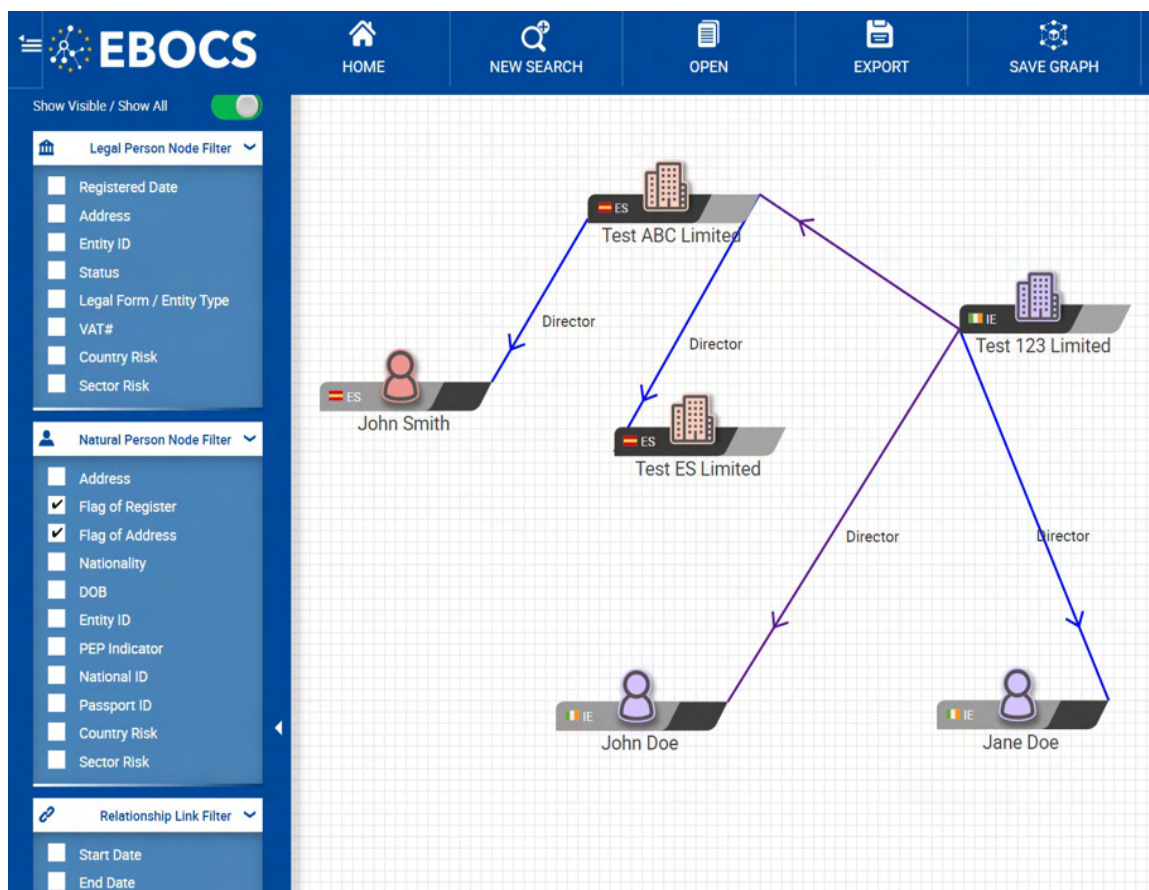 EBOCS
HOME
NEW SEARCH
OPEN
EXPORT
SAVE GRAPH
Show Visible / Show All
Legal Person Node Filter
Registered Date
Address
Entity ID
Status
Legal Form / Entity Type
VAT#
Country Risk
Sector Risk
Natural Person Node Filter
Address
Flag of Register
Flag of Address
Nationality
DOB
Entity ID
PEP Indicator
National ID
Passport ID
Country Risk
Sector Risk
Relationship Link Filter
Start Date
End Date
ES
Test ABC Limited
IE
Test 123 Limited
Director
Director
ES
John Smith
ES
Test ES Limited
Director
Director
IE
John Doe
IE
Jane Doe